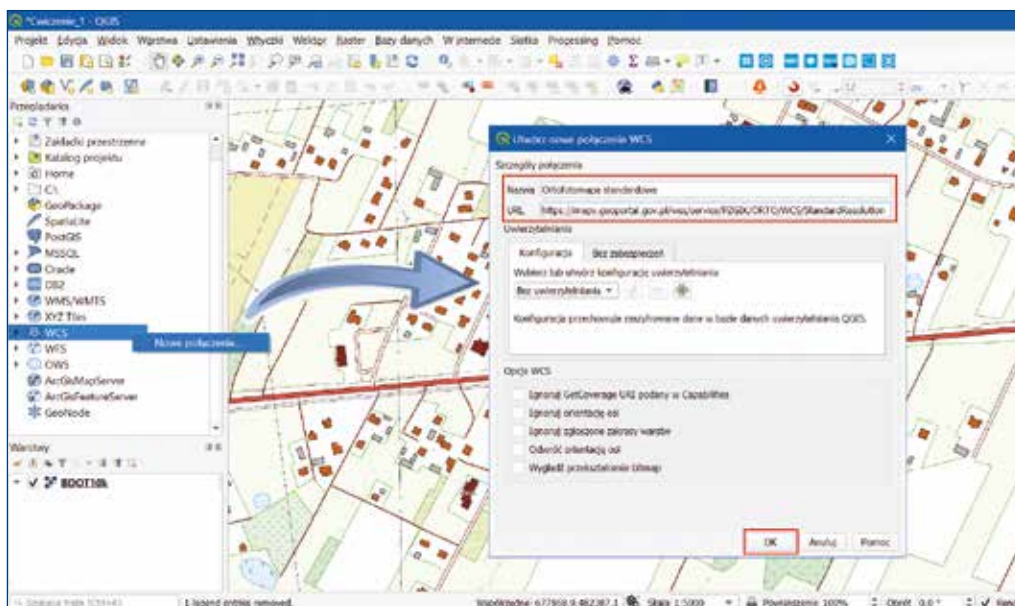 *Ćwiczenie_1 - QGIS
Projekt Edycja Widok Warstwa Ustawienia Wtyczki Wektor Raster Bazy danych W internecie Siatka Processing Pomoc
Przeglądarka
Zakładki przestrzenne
Katalog projektu
Home
C:\
GeoPackage
SpatiaLite
PostGIS
MSSQL
Oracle
DB2
WMS/WMTS
XYZ Tiles
WCS
Nowe połączenie...
WFS
OWS
ArcGisMapServer
ArcGisFeatureServer
GeoNode
Warstwy
BDOT10k
Utwórz nowe połączenie WCS
Szczegóły połączenia
Nazwa Ortofotomapa standardowa
URL https://mapy.geoportal.gov.pl/wss/service/PZGIK/ORTO/WCS/StandardResolution
Uwierzytelnianie
Konfiguracja Bez zabezpieczeń
Wybierz lub utwórz konfigurację uwierzytelniania
Bez uwierzytelniania
Konfiguracja przechowuje zaszyfrowane dane w bazie danych uwierzytelniania QGIS.
Opcje WCS
Ignoruj GetCoverage URI podany w Capabilities
Ignoruj orientację osi
Ignoruj zgłoszone zakresy warstw
Odwróć orientację osi
Wygładź przekształcenie bitmap
OK Anuluj Pomoc
1 legend entries removed.
Współrzędne 677968.9,482387.1 Skala 1:5000 Powiększenie 100% Obrót 0,0 °